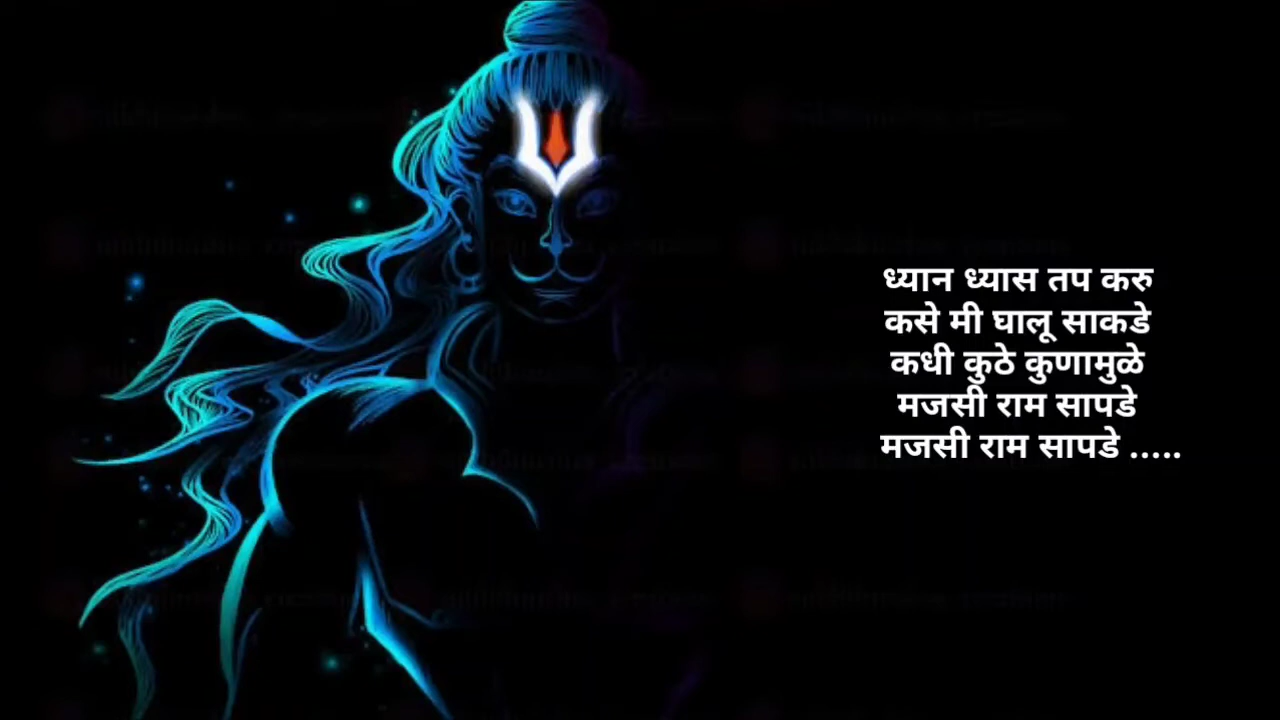 ध्यान ध्यास तप करु
कसे मी घालू साकडे
कधी कुठे कुणामुळे
मजसी राम सापडे
मजसी राम सापडे .....